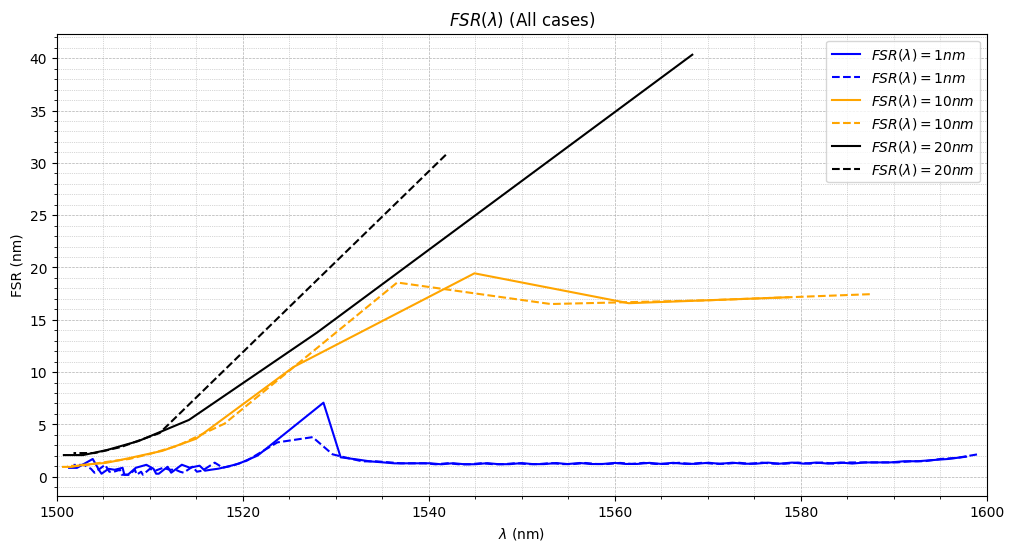 FSR(λ) (All cases)
FSR(λ) = 1nm
FSR(λ) = 1nm
FSR(λ) = 10nm
FSR(λ) = 10nm
FSR(λ) = 20nm
FSR(λ) = 20nm
FSR (nm)
40
35
30
25
20
15
10
5
0
1500 1520 1540 1560 1580 1600
λ (nm)